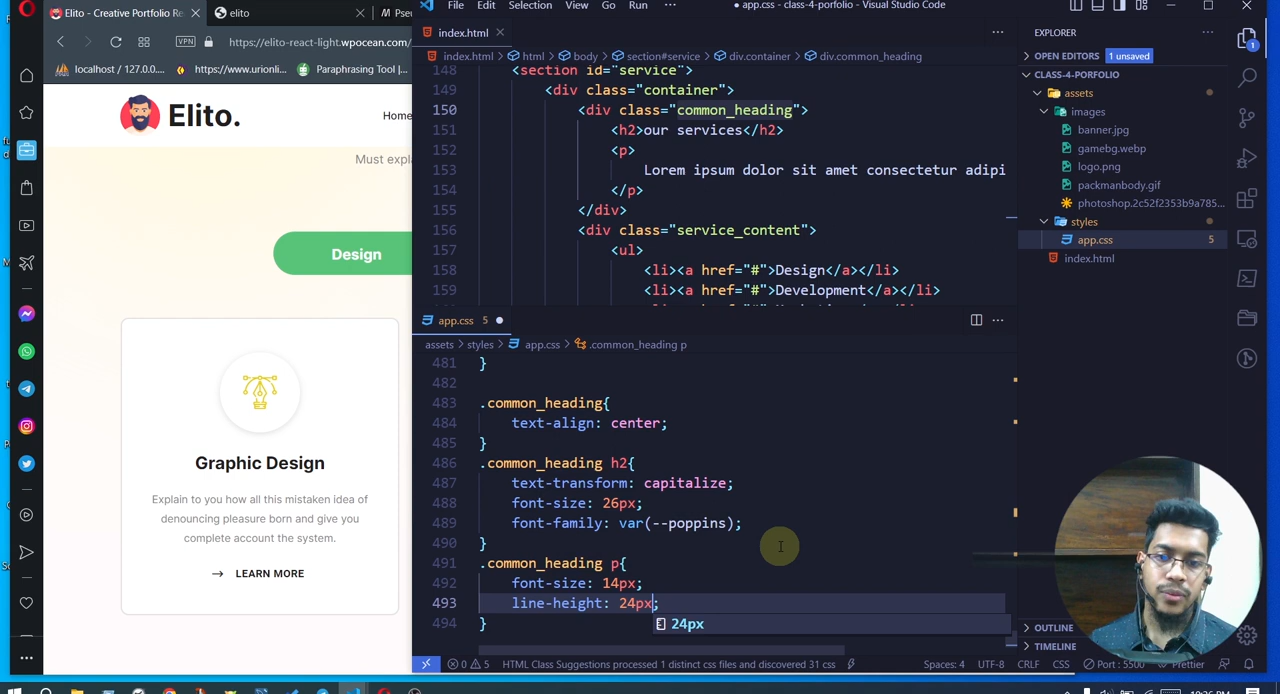 Elito - Creative Portfolio Re
elito
Pseu
VPN
https://elito-react-light.wpocean.com/
localhost / 127.0.0....
https://www.urionli...
Paraphrasing Tool |...
Elito.
Home
Must expla
Design
Graphic Design
Explain to you how all this mistaken idea of
denouncing pleasure born and give you
complete account the system.
LEARN MORE
File Edit Selection View Go Run ···
● app.css - class-4-porfolio - Visual Studio Code
index.html
index.html > html > body > section#service > div.container > div.common_heading
148 <section id="service">
149 <div class="container">
150 <div class="common_heading">
151 <h2>our services</h2>
152 <p>
153 Lorem ipsum dolor sit amet consectetur adipi
154 </p>
155 </div>
156 <div class="service_content">
157 <ul>
158 <li><a href="#">Design</a></li>
159 <li><a href="#">Development</a></li>
app.css 5
assets > styles > app.css > .common_heading p
481 }
482
483 .common_heading{
484 text-align: center;
485 }
486 .common_heading h2{
487 text-transform: capitalize;
488 font-size: 26px;
489 font-family: var(--poppins);
490 }
491 .common_heading p{
492 font-size: 14px;
493 line-height: 24px;
24px
494 }
EXPLORER
OPEN EDITORS 1 unsaved
CLASS-4-PORFOLIO
assets
images
banner.jpg
gamebg.webp
logo.png
packmanbody.gif
photoshop.2c52f2353b9a785...
styles
app.css 5
index.html
OUTLINE
TIMELINE
1
0 5 HTML Class Suggestions processed 1 distinct css files and discovered 31 css
Spaces: 4 UTF-8 CRLF CSS Port : 5500 Prettier